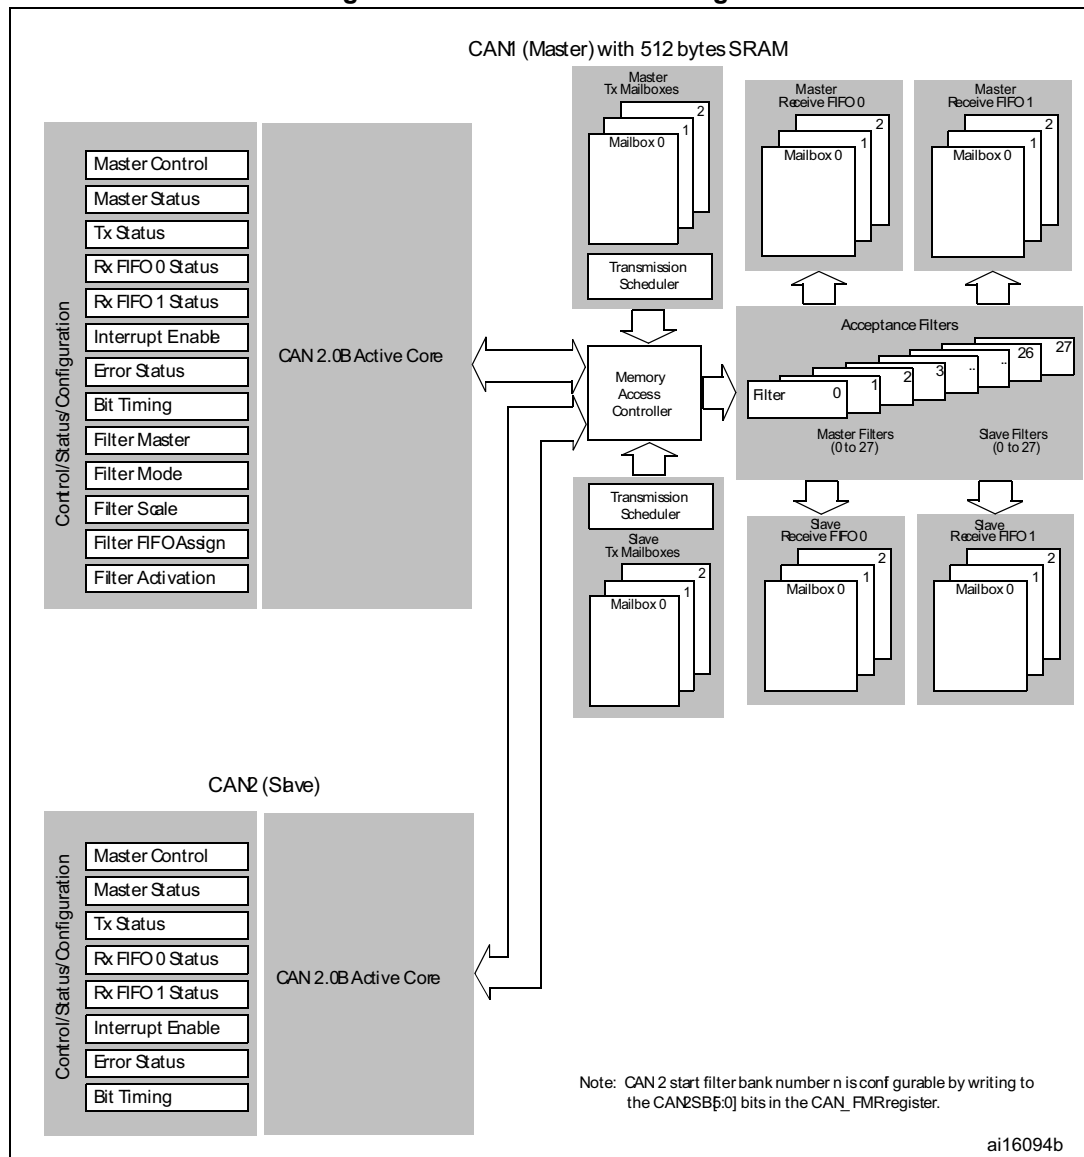 CAN1 (Master) with 512 bytes SRAM
Master
Tx Mailboxes
2
1
Mailbox 0
Transmission
Scheduler
Master
Receive FIFO 0
2
1
Mailbox 0
Master
Receive FIFO 1
2
1
Mailbox 0
Control/Status/Configuration
Master Control
Master Status
Tx Status
Rx FIFO 0 Status
Rx FIFO 1 Status
Interrupt Enable
Error Status
Bit Timing
Filter Master
Filter Mode
Filter Scale
Filter FIFO Assign
Filter Activation
CAN 2.0B Active Core
Memory
Access
Controller
Acceptance Filters
Filter 0 1 2 3 .. .. 26 27
Master Filters
(0 to 27)
Slave Filters
(0 to 27)
Transmission
Scheduler
Slave
Tx Mailboxes
2
1
Mailbox 0
Slave
Receive FIFO 0
2
1
Mailbox 0
Slave
Receive FIFO 1
2
1
Mailbox 0
CAN2 (Slave)
Control/Status/Configuration
Master Control
Master Status
Tx Status
Rx FIFO 0 Status
Rx FIFO 1 Status
Interrupt Enable
Error Status
Bit Timing
CAN 2.0B Active Core
Note: CAN 2 start filter bank number n is configurable by writing to
the CAN2SB[5:0] bits in the CAN_FMR register.
ai16094b